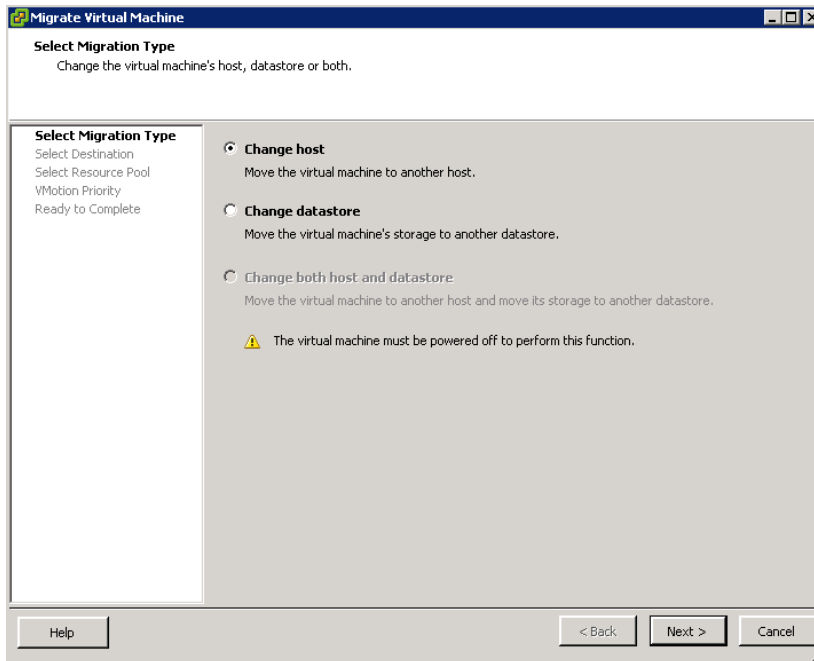 Migrate Virtual Machine
Select Migration Type
Change the virtual machine's host, datastore or both.
Select Migration Type
Select Destination
Select Resource Pool
VMotion Priority
Ready to Complete
Change host
Move the virtual machine to another host.
Change datastore
Move the virtual machine's storage to another datastore.
Change both host and datastore
Move the virtual machine to another host and move its storage to another datastore.
The virtual machine must be powered off to perform this function.
Help
< Back
Next >
Cancel